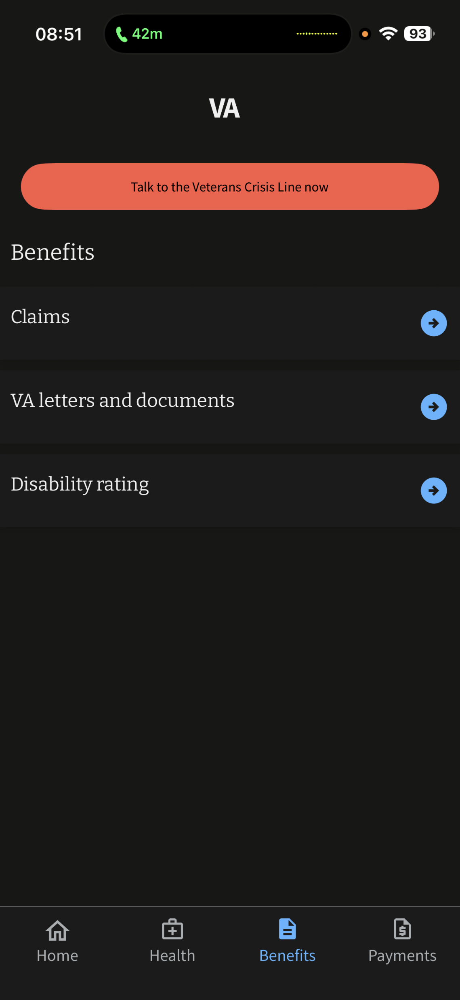 08:51
42m
93
VA
Talk to the Veterans Crisis Line now
Benefits
Claims
VA letters and documents
Disability rating
Home
Health
Benefits
Payments